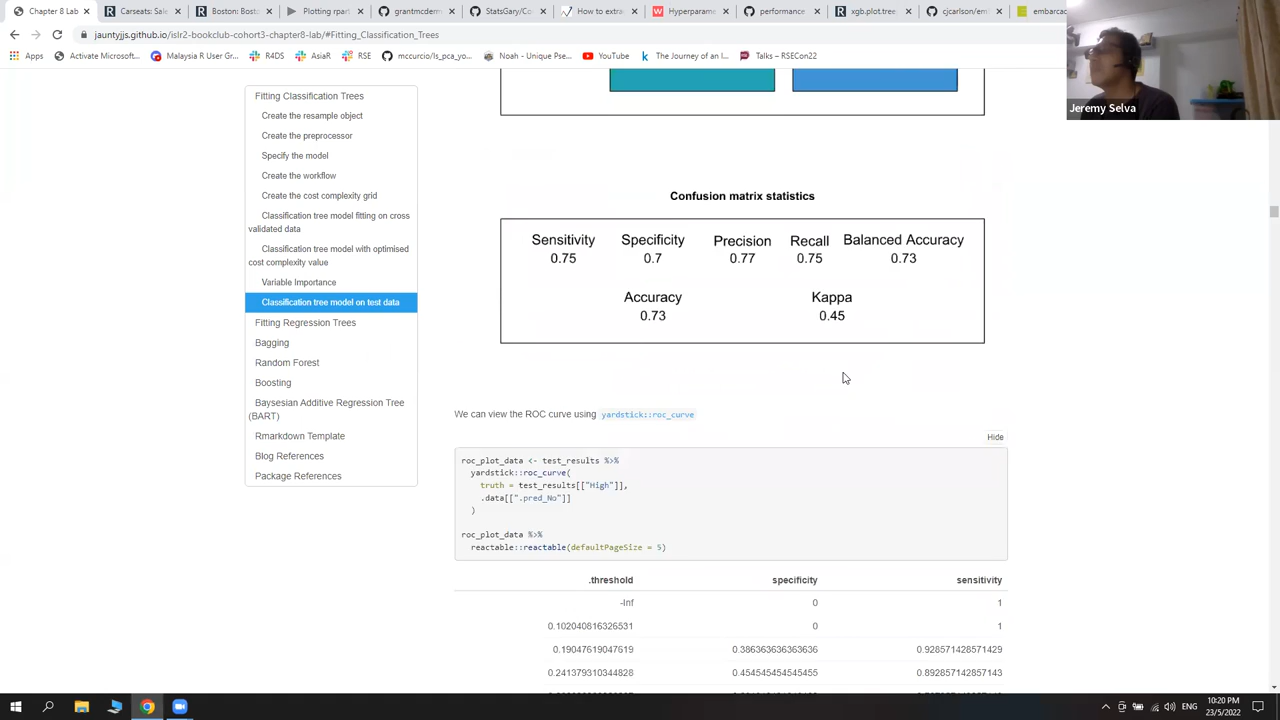 Chapter 8 Lab
Carseats: Sale
Boston: Bosto
Plotting part
grantmcderm
StatsGary/Co
How to extrac
Hyperparame
performance
xgb.plot.tree
cjcarlson/em
embarcad
jauntyjjs.github.io/islr2-bookclub-cohort3-chapter8-lab/#Fitting_Classification_Trees
Apps
Activate Microsoft...
Malaysia R User Gr...
R4DS
AsiaR
RSE
mccurcio/Is_pca_yo...
Noah - Unique Pse...
YouTube
The Journey of an I...
Talks – RSECon22
Jeremy Selva
Fitting Classification Trees
Create the resample object
Create the preprocessor
Specify the model
Create the workflow
Create the cost complexity grid
Classification tree model fitting on cross
validated data
Classification tree model with optimised
cost complexity value
Variable Importance
Classification tree model on test data
Fitting Regression Trees
Bagging
Random Forest
Boosting
Baysesian Additive Regression Tree
(BART)
Rmarkdown Template
Blog References
Package References
Confusion matrix statistics
Sensitivity Specificity Precision Recall Balanced Accuracy
0.75 0.7 0.77 0.75 0.73
Accuracy Kappa
0.73 0.45
We can view the ROC curve using yardstick::roc_curve
Hide
roc_plot_data <- test_results %>%
yardstick::roc_curve(
truth = test_results[["High"]],
.data[[".pred_No"]]
)
roc_plot_data %>%
reactable::reactable(defaultPageSize = 5)
.threshold specificity sensitivity
-Inf 0 1
0.102040816326531 0 1
0.19047619047619 0.386363636363636 0.928571428571429
0.241379310344828 0.454545454545455 0.892857142857143
10:20 PM
23/5/2022